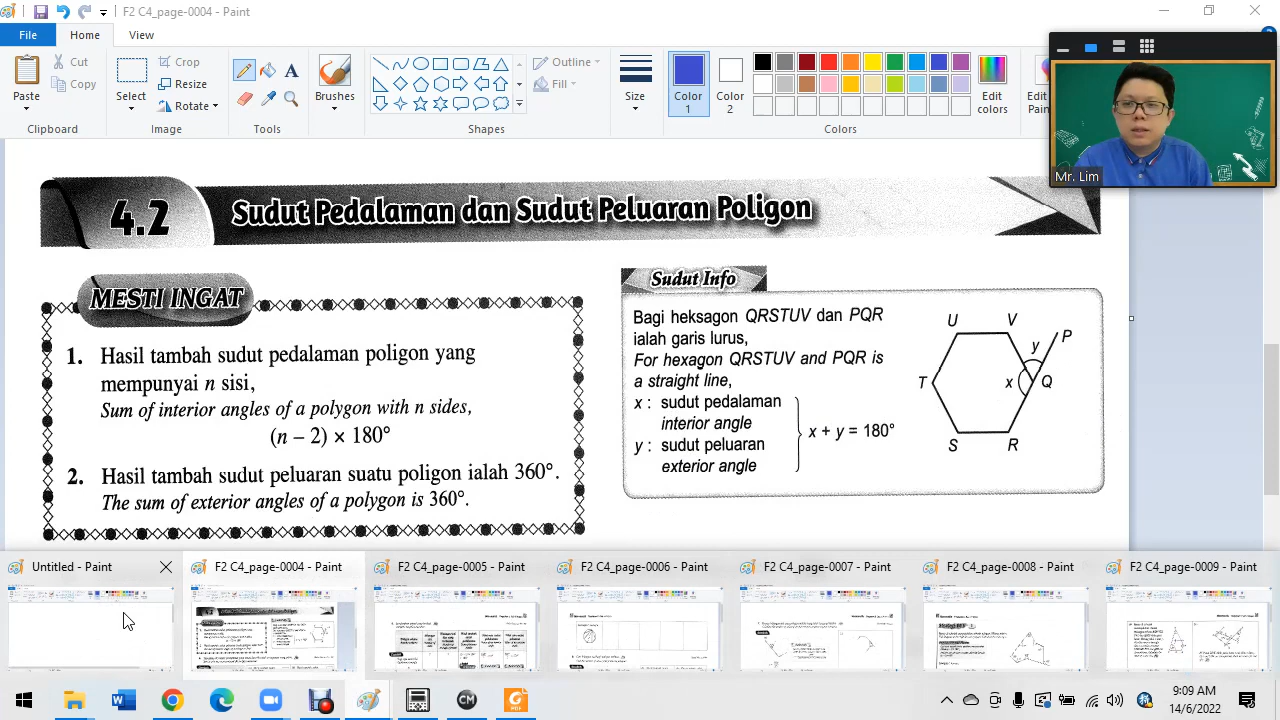 F2 C4_page-0004 - Paint
File
Home
View
Paste
Cut
Copy
Clipboard
Select
Crop
Resize
Rotate
Image
Tools
Brushes
Outline
Fill
Shapes
Size
Color 1
Color 2
Colors
Edit colors
Edit
Mr. Lim
4.2
Sudut Pedalaman dan Sudut Peluaran Poligon
MESTI INGAT
1. Hasil tambah sudut pedalaman poligon yang
mempunyai n sisi,
Sum of interior angles of a polygon with n sides,
(n – 2) × 180°
2. Hasil tambah sudut peluaran suatu poligon ialah 360°.
The sum of exterior angles of a polygon is 360°.
Sudut Info
Bagi heksagon QRSTUV dan PQR
ialah garis lurus,
For hexagon QRSTUV and PQR is
a straight line,
x : sudut pedalaman
interior angle
y : sudut peluaran
exterior angle
x + y = 180°
U
V
P
y
T
x
Q
S
R
Untitled - Paint
F2 C4_page-0004 - Paint
F2 C4_page-0005 - Paint
F2 C4_page-0006 - Paint
F2 C4_page-0007 - Paint
F2 C4_page-0008 - Paint
F2 C4_page-0009 - Paint
CM
PDF
9:09 AM
14/6/2022